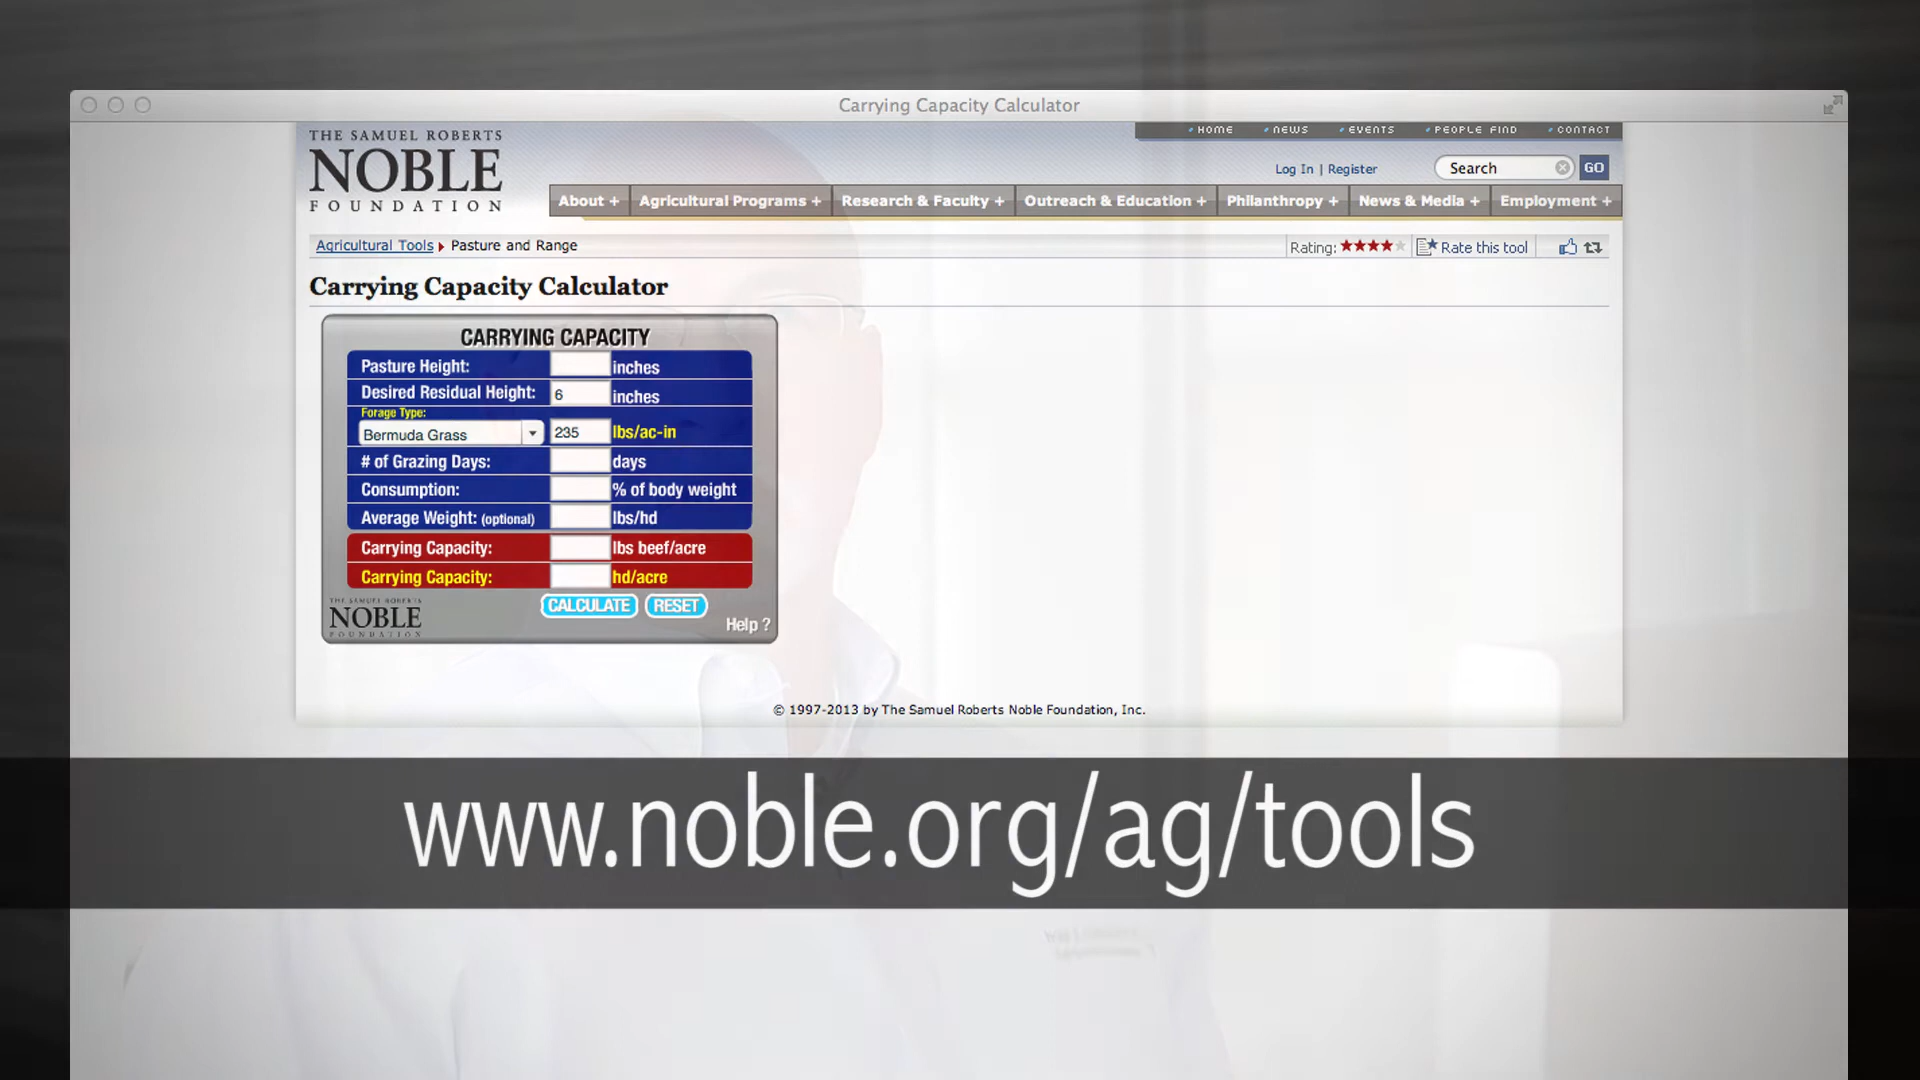 Carrying Capacity Calculator
THE SAMUEL ROBERTS
NOBLE
FOUNDATION
HOME NEWS EVENTS PEOPLE FIND CONTACT
Log In | Register Search GO
About + Agricultural Programs + Research & Faculty + Outreach & Education + Philanthropy + News & Media + Employment +
Agricultural Tools Pasture and Range Rating: Rate this tool
Carrying Capacity Calculator
CARRYING CAPACITY
Pasture Height: inches
Desired Residual Height: 6 inches
Forage Type:
Bermuda Grass 235 lbs/ac-in
# of Grazing Days: days
Consumption: % of body weight
Average Weight: (optional) lbs/hd
Carrying Capacity: lbs beef/acre
Carrying Capacity: hd/acre
CALCULATE RESET
THE SAMUEL ROBERTS
NOBLE
FOUNDATION
Help ?
© 1997-2013 by The Samuel Roberts Noble Foundation, Inc.
www.noble.org/ag/tools